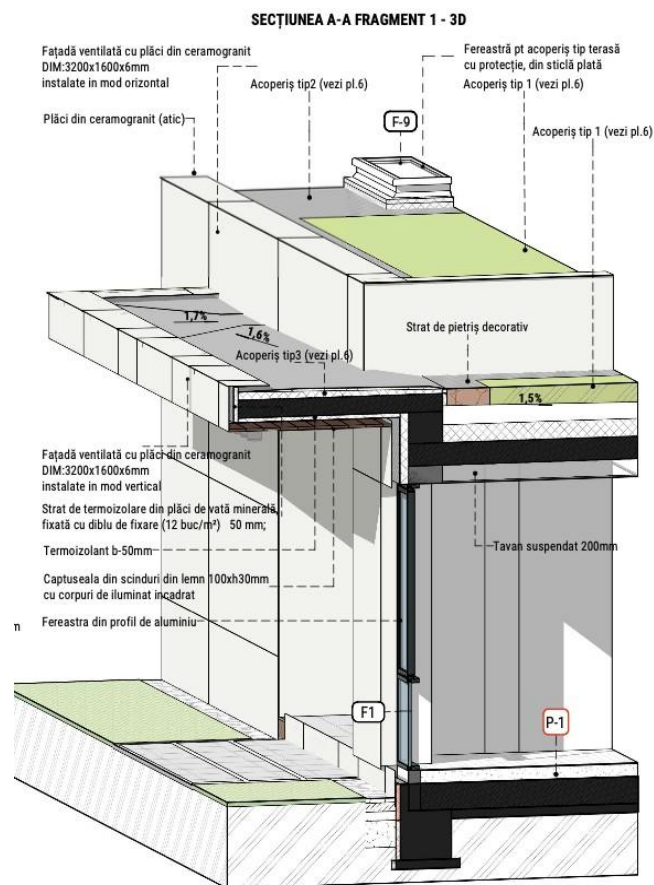 SECȚIUNEA A-A FRAGMENT 1 - 3D
Fațadă ventilată cu plăci din ceramogranit
DIM:3200x1600x6mm
instalate in mod orizontal
Fereastră pt acoperiș tip terasă
cu protecție, din sticlă plată
Acoperiș tip2 (vezi pl.6)
Acoperiș tip 1 (vezi pl.6)
Plăci din ceramogranit (atic)
F-9
Acoperiș tip 1 (vezi pl.6)
1,7%
1,6%
Strat de pietriș decorativ
Acoperiș tip3 (vezi pl.6)
1,5%
Fațadă ventilată cu plăci din ceramogranit
DIM:3200x1600x6mm
instalate in mod vertical
Strat de termoizolare din plăci de vată minerală,
fixată cu diblu de fixare (12 buc/m²) 50 mm;
Termoizolant b-50mm
Tavan suspendat 200mm
Captuseala din scinduri din lemn 100xh30mm
cu corpuri de iluminat incadrat
Fereastra din profil de aluminiu
m
F1
P-1